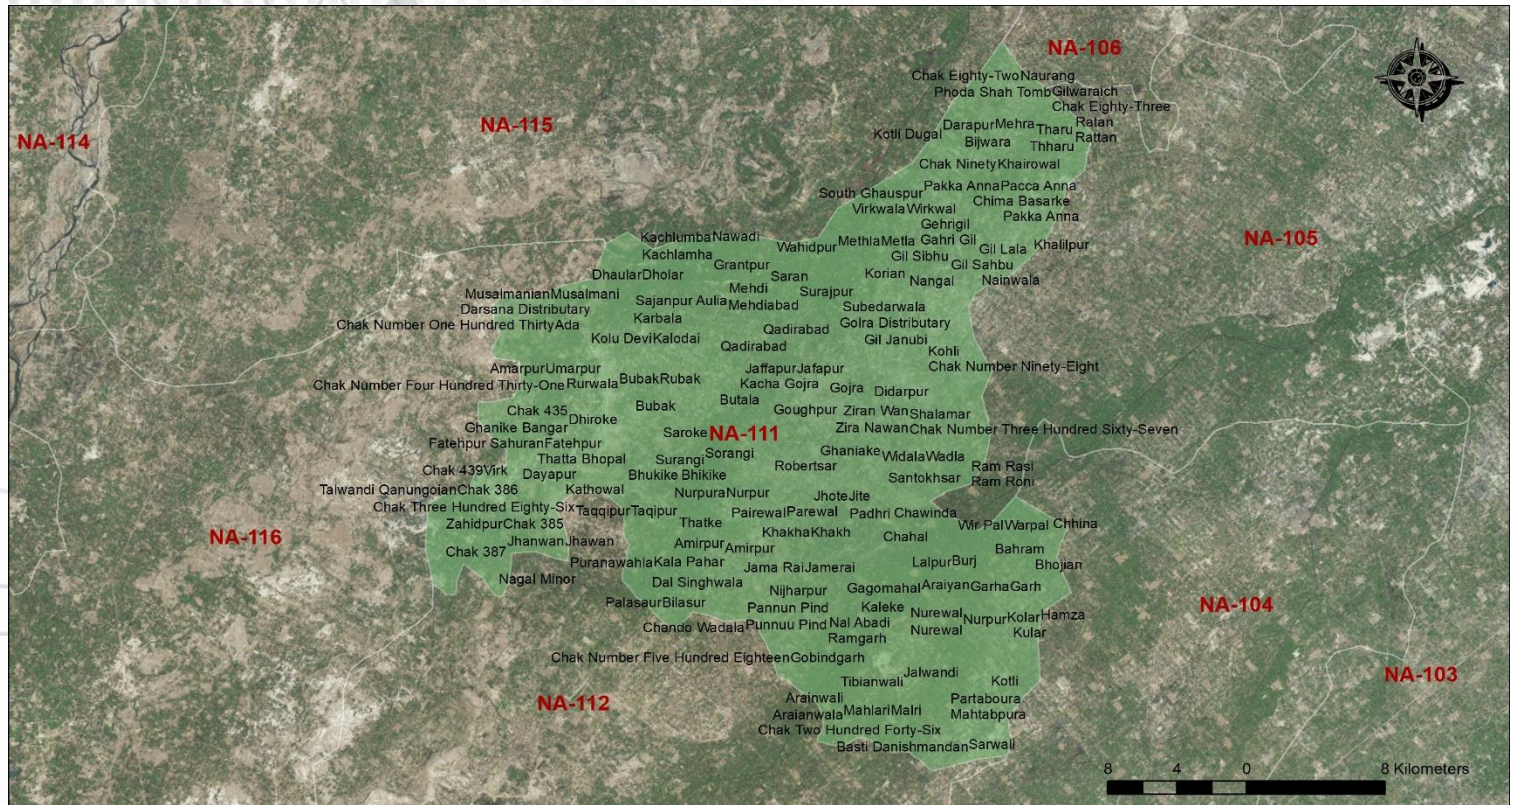 NA-106
Chak Eighty-Two Naurang
Phoda Shah Tomb Gilwaraich
Chak Eighty-Three
NA-114
NA-115
Kotli Dugal
Darapur
Mehra
Tharu
Ratan
Bijwara
Thharu
Rattan
Chak Ninety Khairowal
South Ghauspur
Pakka Anna Pacca Anna
Virkwala Wirkwal
Chima Basarke
Pakka Anna
Gehrigil
Kachlumba Nawadi
Wahidpur
Methla Metla
Gahri Gil
Gil Lala
Khalilpur
NA-105
Kachlamha
Gil Sibhu
Grantpur
Gil Sahbu
Dhaular Dholar
Saran
Korian
Nangal
Nainwala
Musalmanian Musalmani
Mehdi
Surajpur
Darsana Distributary
Sajanpur Aulia
Mehdiabad
Subedarwala
Chak Number One Hundred Thirty Ada
Karbala
Qadirabad
Golra Distributary
Kolu Devi Kalodai
Qadirabad
Gil Janubi
Kohli
Amarpur Umarpur
Jaffapur Jafapur
Chak Number Ninety-Eight
Chak Number Four Hundred Thirty-One Rurwala
Bubak Rubak
Kacha Gojra
Gojra
Didarpur
Butala
Chak 435
Dhiroke
Bubak
Goughpur
Ziran Wan
Shalamar
Ghanike Bangar
Saroke
NA-111
Zira Nawan
Chak Number Three Hundred Sixty-Seven
Fatehpur Sahuran Fatehpur
Thatta Bhopal
Surangi
Sorangi
Ghaniake
Widala Wadla
Chak 439 Virk
Dayapur
Bhukike Bhikike
Robertsar
Santokhsar
Ram Rasi
Ram Roni
Talwandi Qanungoian Chak 386
Kathowal
Nurpura Nurpur
Jhote Jite
Chak Three Hundred Eighty-Six Taqqipur Taqipur
Pairewal Parewal
Padhri Chawinda
Zahidpur Chak 385
Thatke
Khakha Khakh
Chahal
Wir Pal Warpal
Chhina
NA-116
Jhanwan Jhawan
Amirpur
Amirpur
Bahram
Chak 387
Puranawahla Kala Pahar
Jama Rai Jamerai
Lalpur
Burj
Bhojian
Nagal Minor
Dal Singhwala
Nijharpur
Gagomahal
Araiyan
Garha Garh
Palasaur Bilasur
Pannun Pind
Kaleke
Nurewal
Nurpur
Kolar
Hamza
NA-104
Chando Wadala
Punnuu Pind
Nal Abadi
Nurewal
Kular
Ramgarh
Chak Number Five Hundred Eighteen Gobindgarh
Jalwandi
Tibianwali
Kotli
NA-103
NA-112
Arainwali
Partaboura
Araianwala
Mahlari Malri
Mahtabpura
Chak Two Hundred Forty-Six
Basti Danishmandan
Sarwali
8 4 0 8 Kilometers